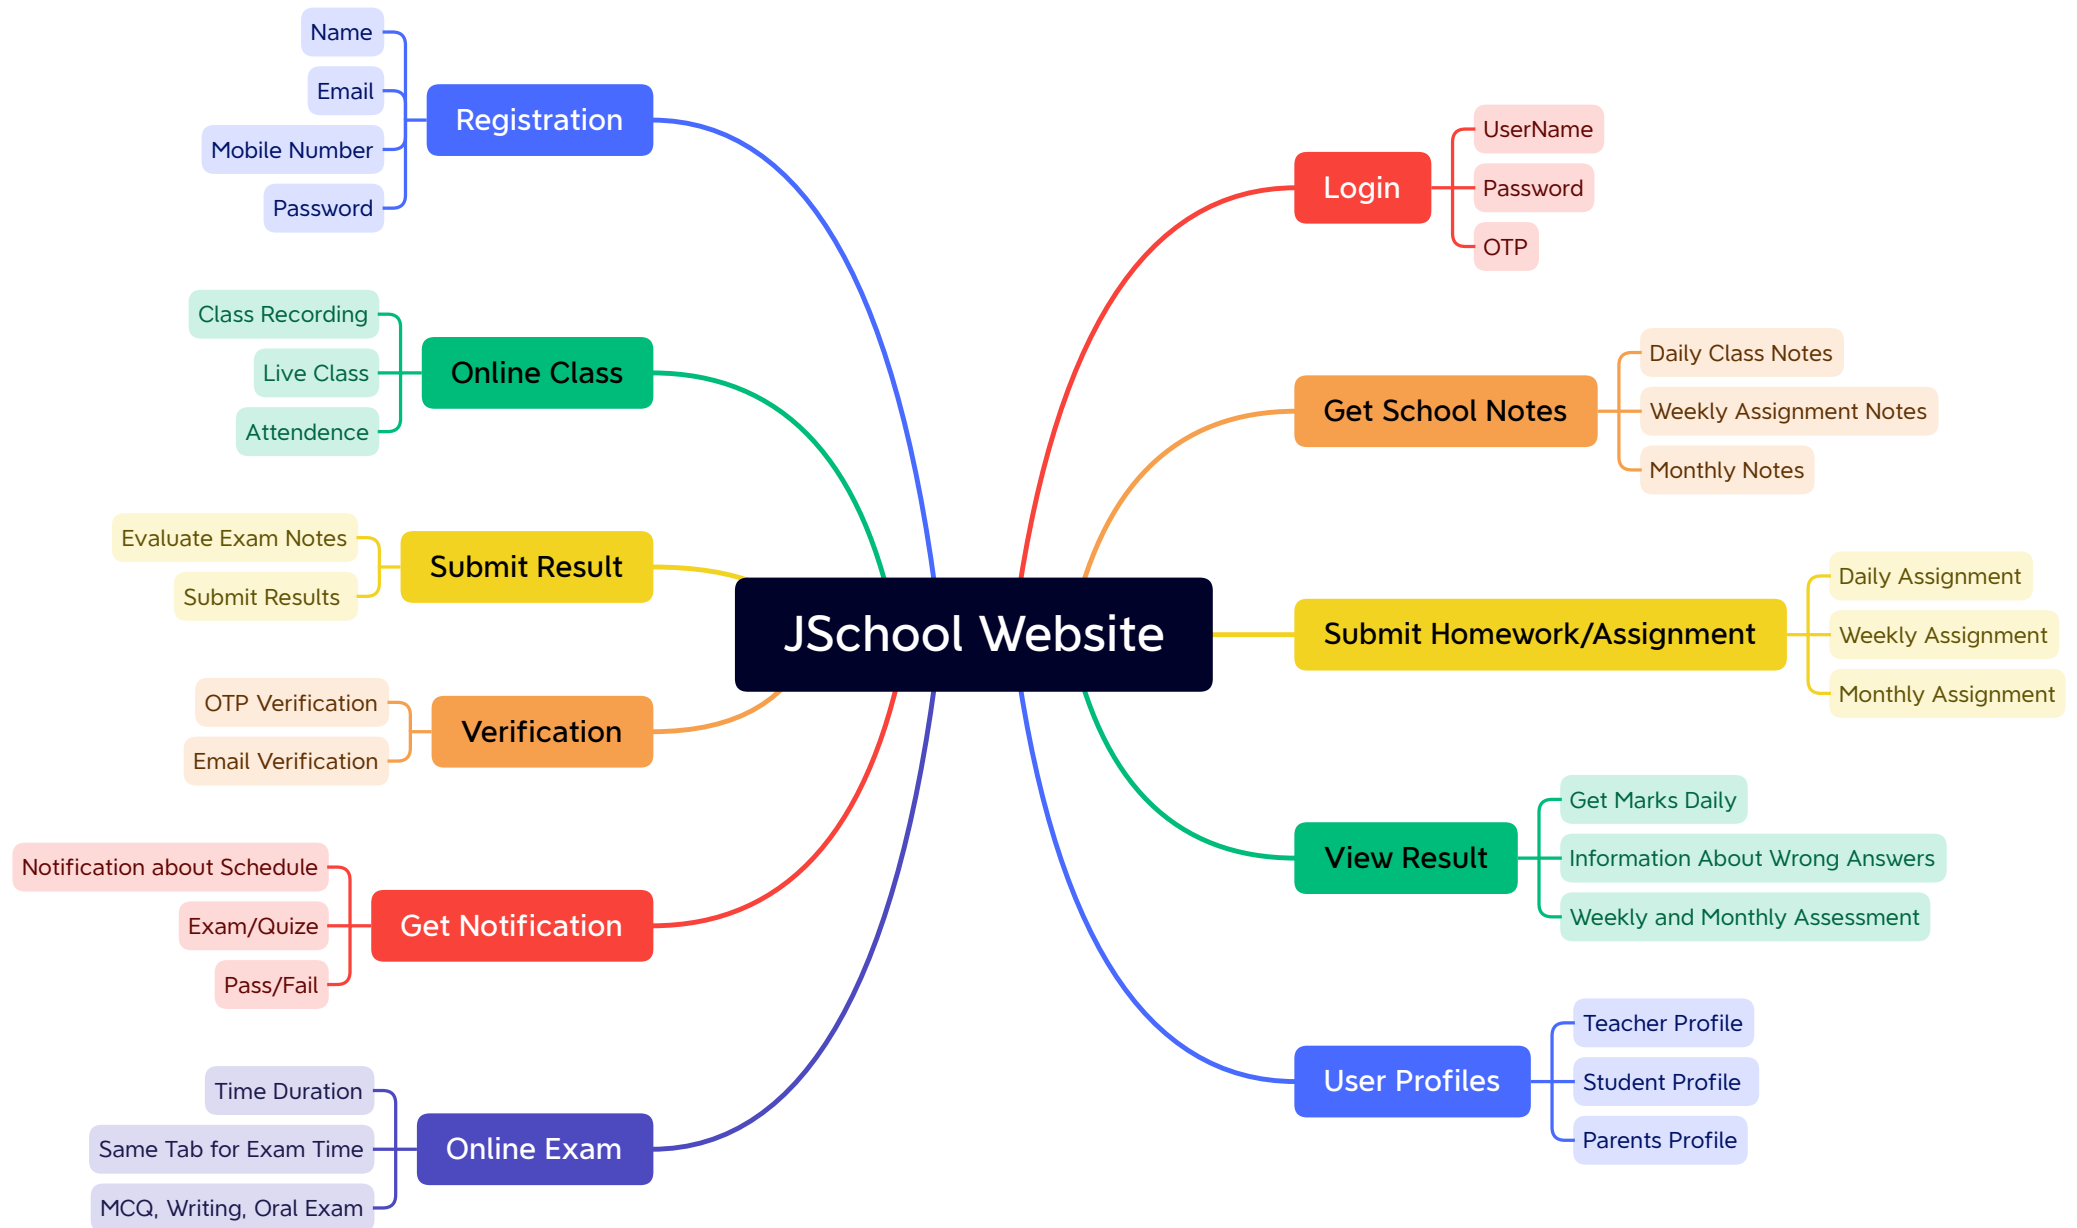 JSchool Website
Registration
Name
Email
Mobile Number
Password
Online Class
Class Recording
Live Class
Attendence
Submit Result
Evaluate Exam Notes
Submit Results
Verification
OTP Verification
Email Verification
Get Notification
Notification about Schedule
Exam/Quize
Pass/Fail
Online Exam
Time Duration
Same Tab for Exam Time
MCQ, Writing, Oral Exam
Login
UserName
Password
OTP
Get School Notes
Daily Class Notes
Weekly Assignment Notes
Monthly Notes
Submit Homework/Assignment
Daily Assignment
Weekly Assignment
Monthly Assignment
View Result
Get Marks Daily
Information About Wrong Answers
Weekly and Monthly Assessment
User Profiles
Teacher Profile
Student Profile
Parents Profile